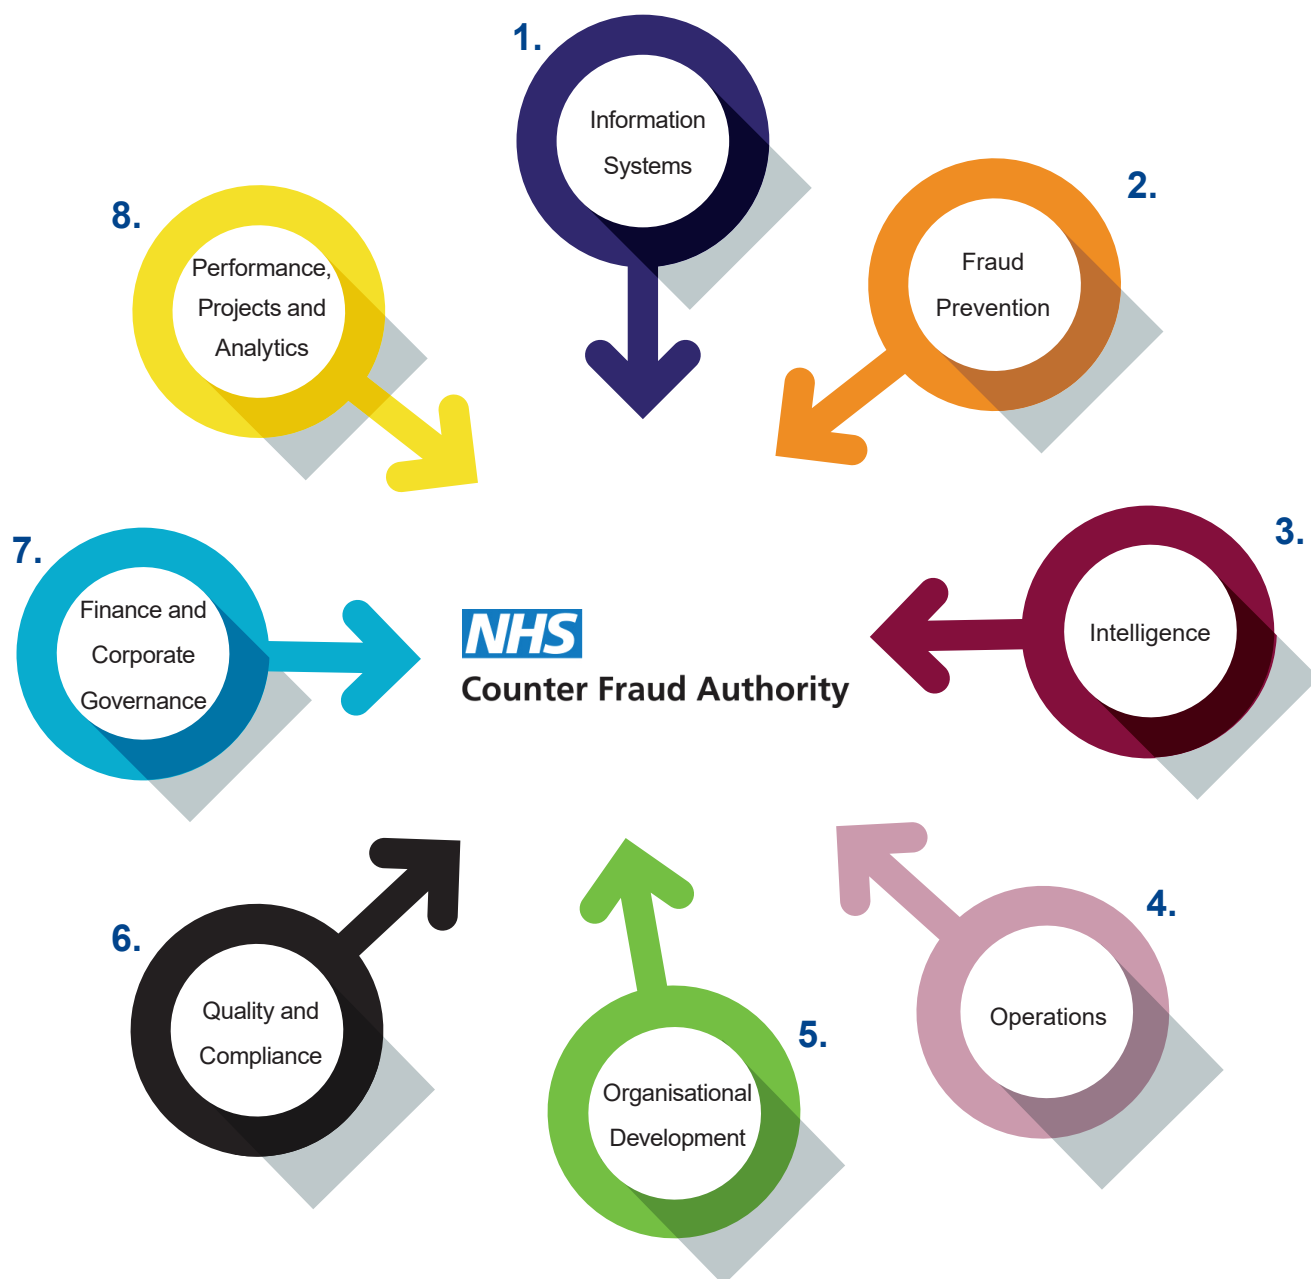 1.
Information
Systems
2.
Fraud
Prevention
3.
Intelligence
4.
Operations
5.
Organisational
Development
6.
Quality and
Compliance
7.
Finance and
Corporate
Governance
8.
Performance,
Projects and
Analytics
NHS
Counter Fraud Authority